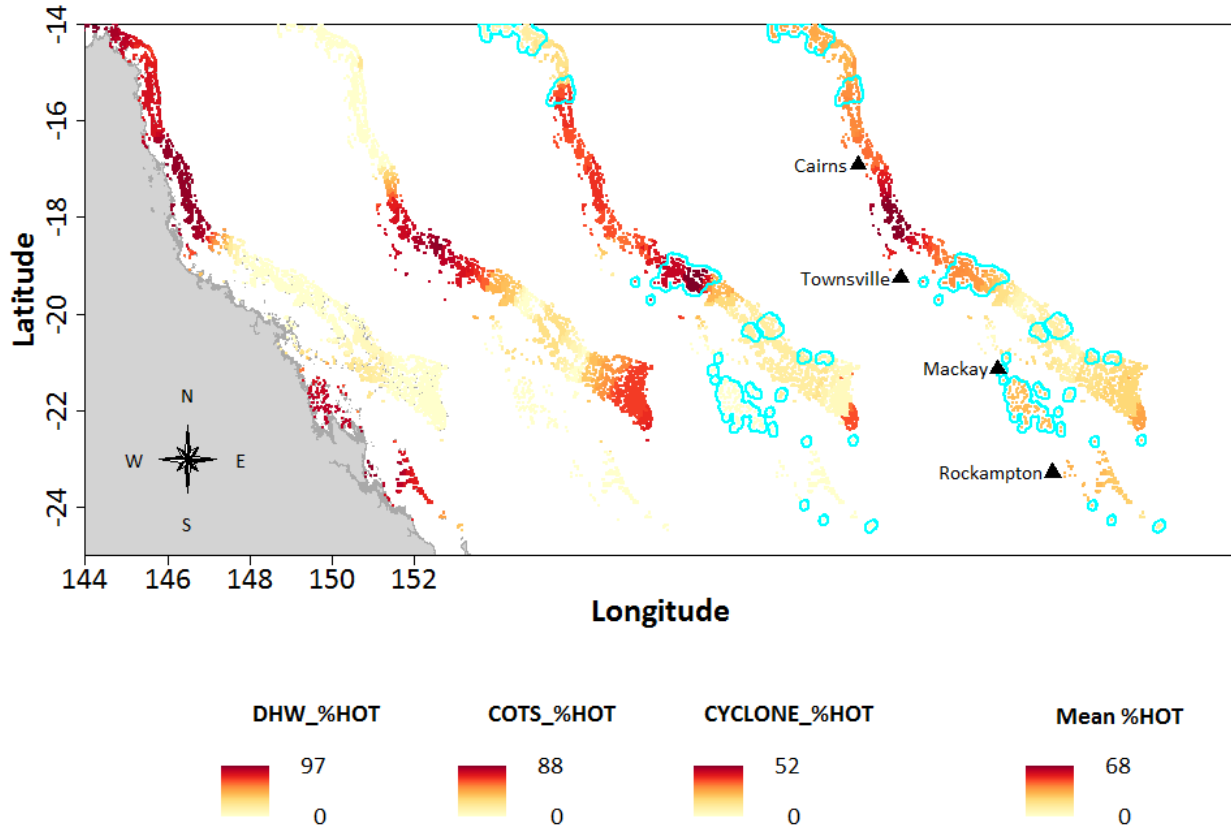 -14
-16
-18
-20
-22
-24
Latitude
Cairns
Townsville
Mackay
Rockampton
N
W E
S
144 146 148 150 152
Longitude
DHW_%HOT COTS_%HOT CYCLONE_%HOT Mean %HOT
97 88 52 68
0 0 0 0